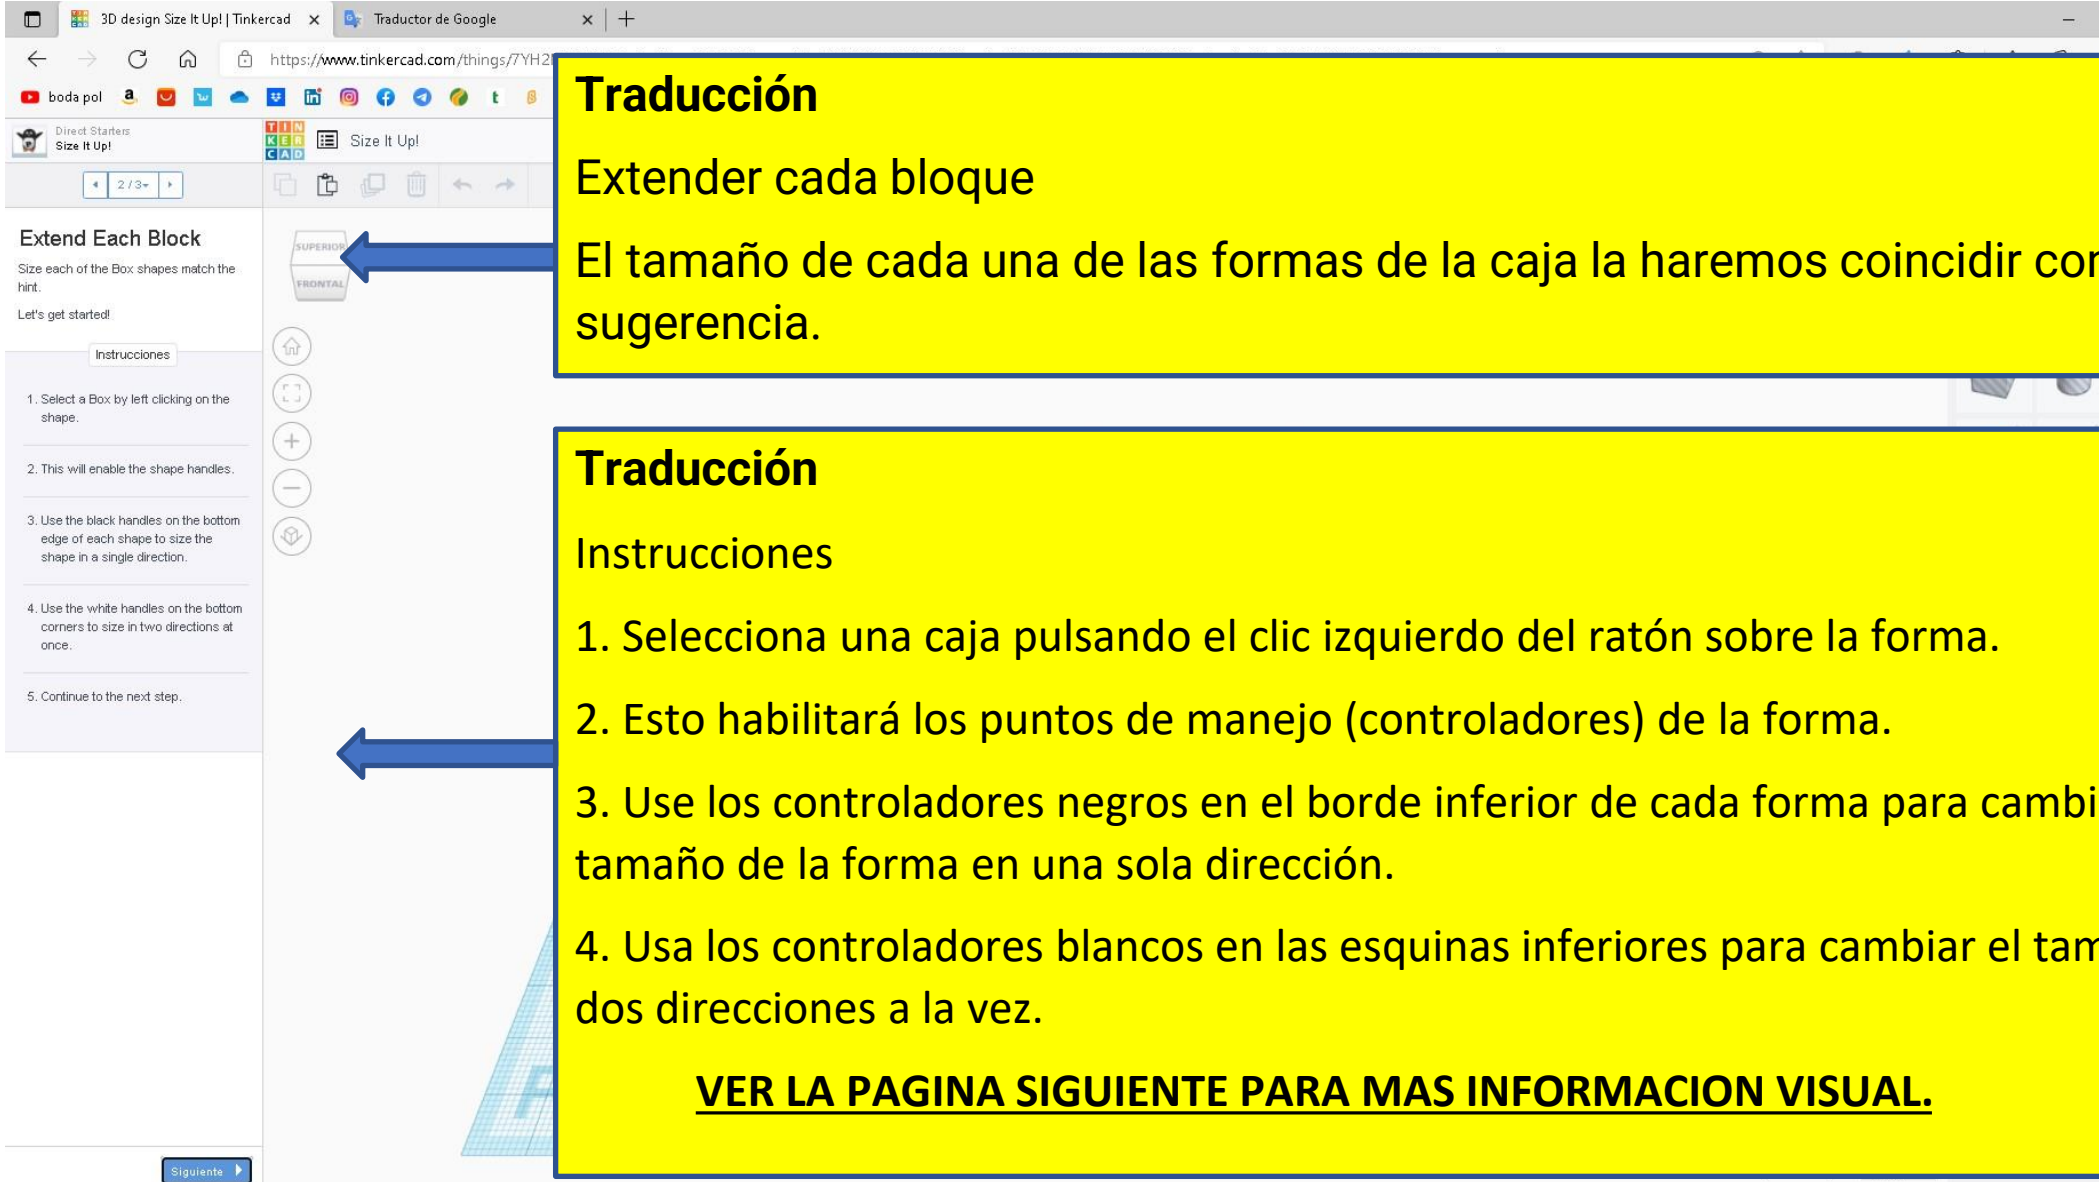 3D design Size It Up! | Tinkercad
Traductor de Google
https://www.tinkercad.com/things/7YH2
boda pol
Direct Starters
Size It Up!
TINKERCAD
Size It Up!
2 / 3
Extend Each Block
Size each of the Box shapes match the
hint.
Let's get started!
Instrucciones
1. Select a Box by left clicking on the
shape.
2. This will enable the shape handles.
3. Use the black handles on the bottom
edge of each shape to size the
shape in a single direction.
4. Use the white handles on the bottom
corners to size in two directions at
once.
5. Continue to the next step.
Siguiente
SUPERIOR
FRONTAL
Traducción
Extender cada bloque
El tamaño de cada una de las formas de la caja la haremos coincidir con
sugerencia.
Traducción
Instrucciones
1. Selecciona una caja pulsando el clic izquierdo del ratón sobre la forma.
2. Esto habilitará los puntos de manejo (controladores) de la forma.
3. Use los controladores negros en el borde inferior de cada forma para cambi
tamaño de la forma en una sola dirección.
4. Usa los controladores blancos en las esquinas inferiores para cambiar el tam
dos direcciones a la vez.
VER LA PAGINA SIGUIENTE PARA MAS INFORMACION VISUAL.